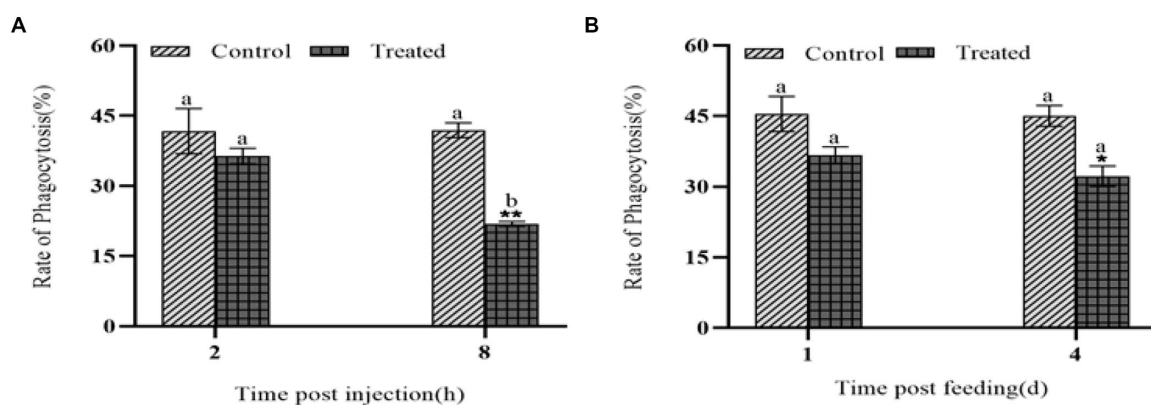 A
60
45
30
15
0
Rate of Phagocytosis(%)
Control Treated
a
a
a
b
**
2 8
Time post injection(h)
B
60
45
30
15
0
Rate of Phagocytosis(%)
Control Treated
a
a
a
a
*
1 4
Time post feeding(d)